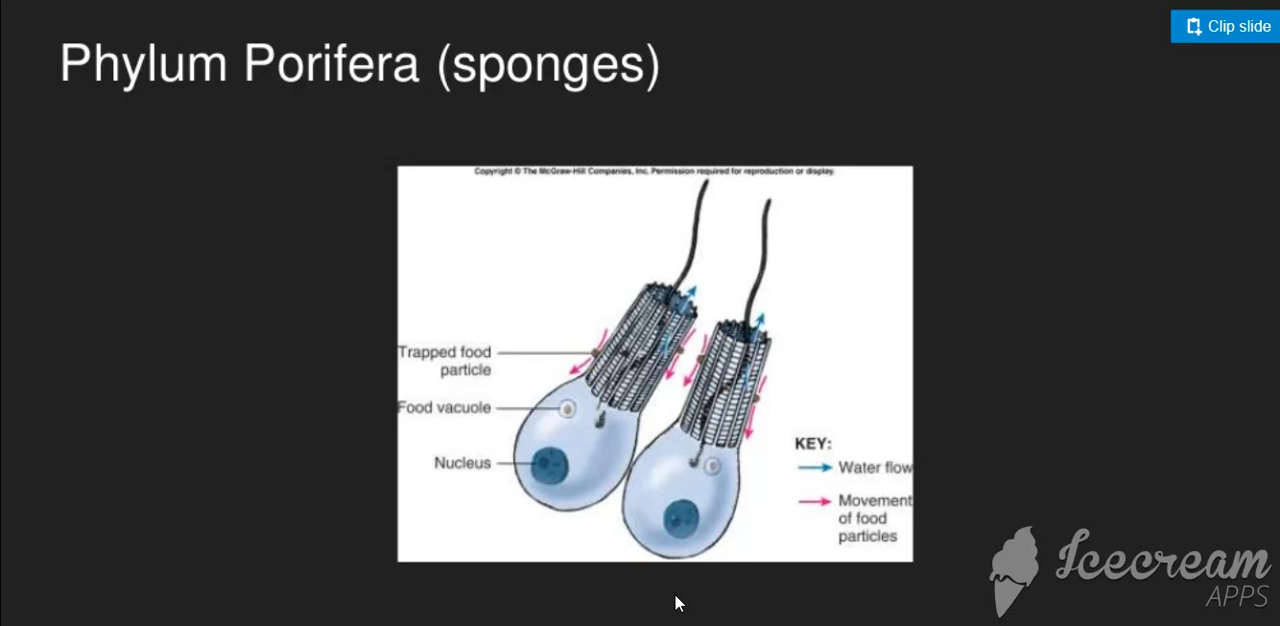 Clip slide
Phylum Porifera (sponges)
Copyright © The McGraw-Hill Companies, Inc. Permission required for reproduction or display.
Trapped food
particle
Food vacuole
Nucleus
KEY:
Water flow
Movement
of food
particles
Icecream
APPS